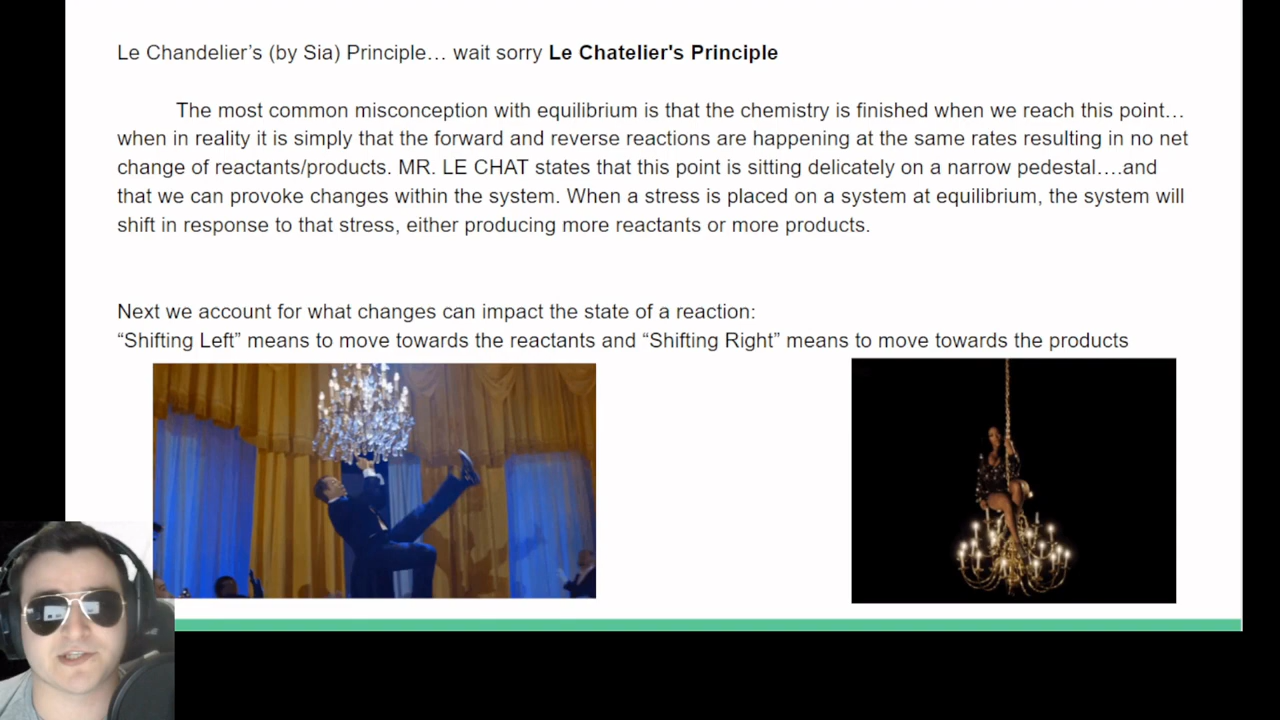 Le Chandelier’s (by Sia) Principle… wait sorry Le Chatelier's Principle
The most common misconception with equilibrium is that the chemistry is finished when we reach this point…
when in reality it is simply that the forward and reverse reactions are happening at the same rates resulting in no net
change of reactants/products. MR. LE CHAT states that this point is sitting delicately on a narrow pedestal….and
that we can provoke changes within the system. When a stress is placed on a system at equilibrium, the system will
shift in response to that stress, either producing more reactants or more products.
Next we account for what changes can impact the state of a reaction:
“Shifting Left” means to move towards the reactants and “Shifting Right” means to move towards the products